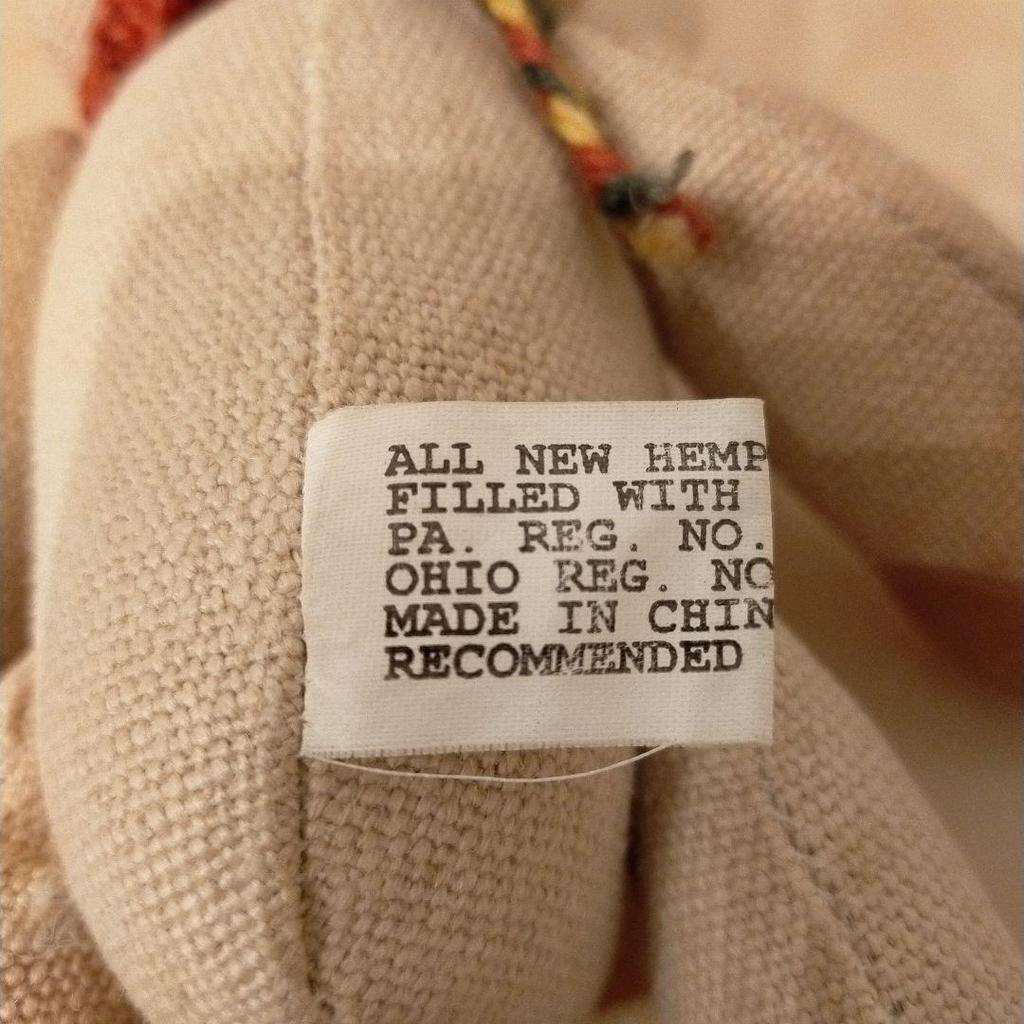 ALL NEW HEMP
FILLED WITH
PA. REG. NO.
OHIO REG. NO
MADE IN CHIN
RECOMMENDED